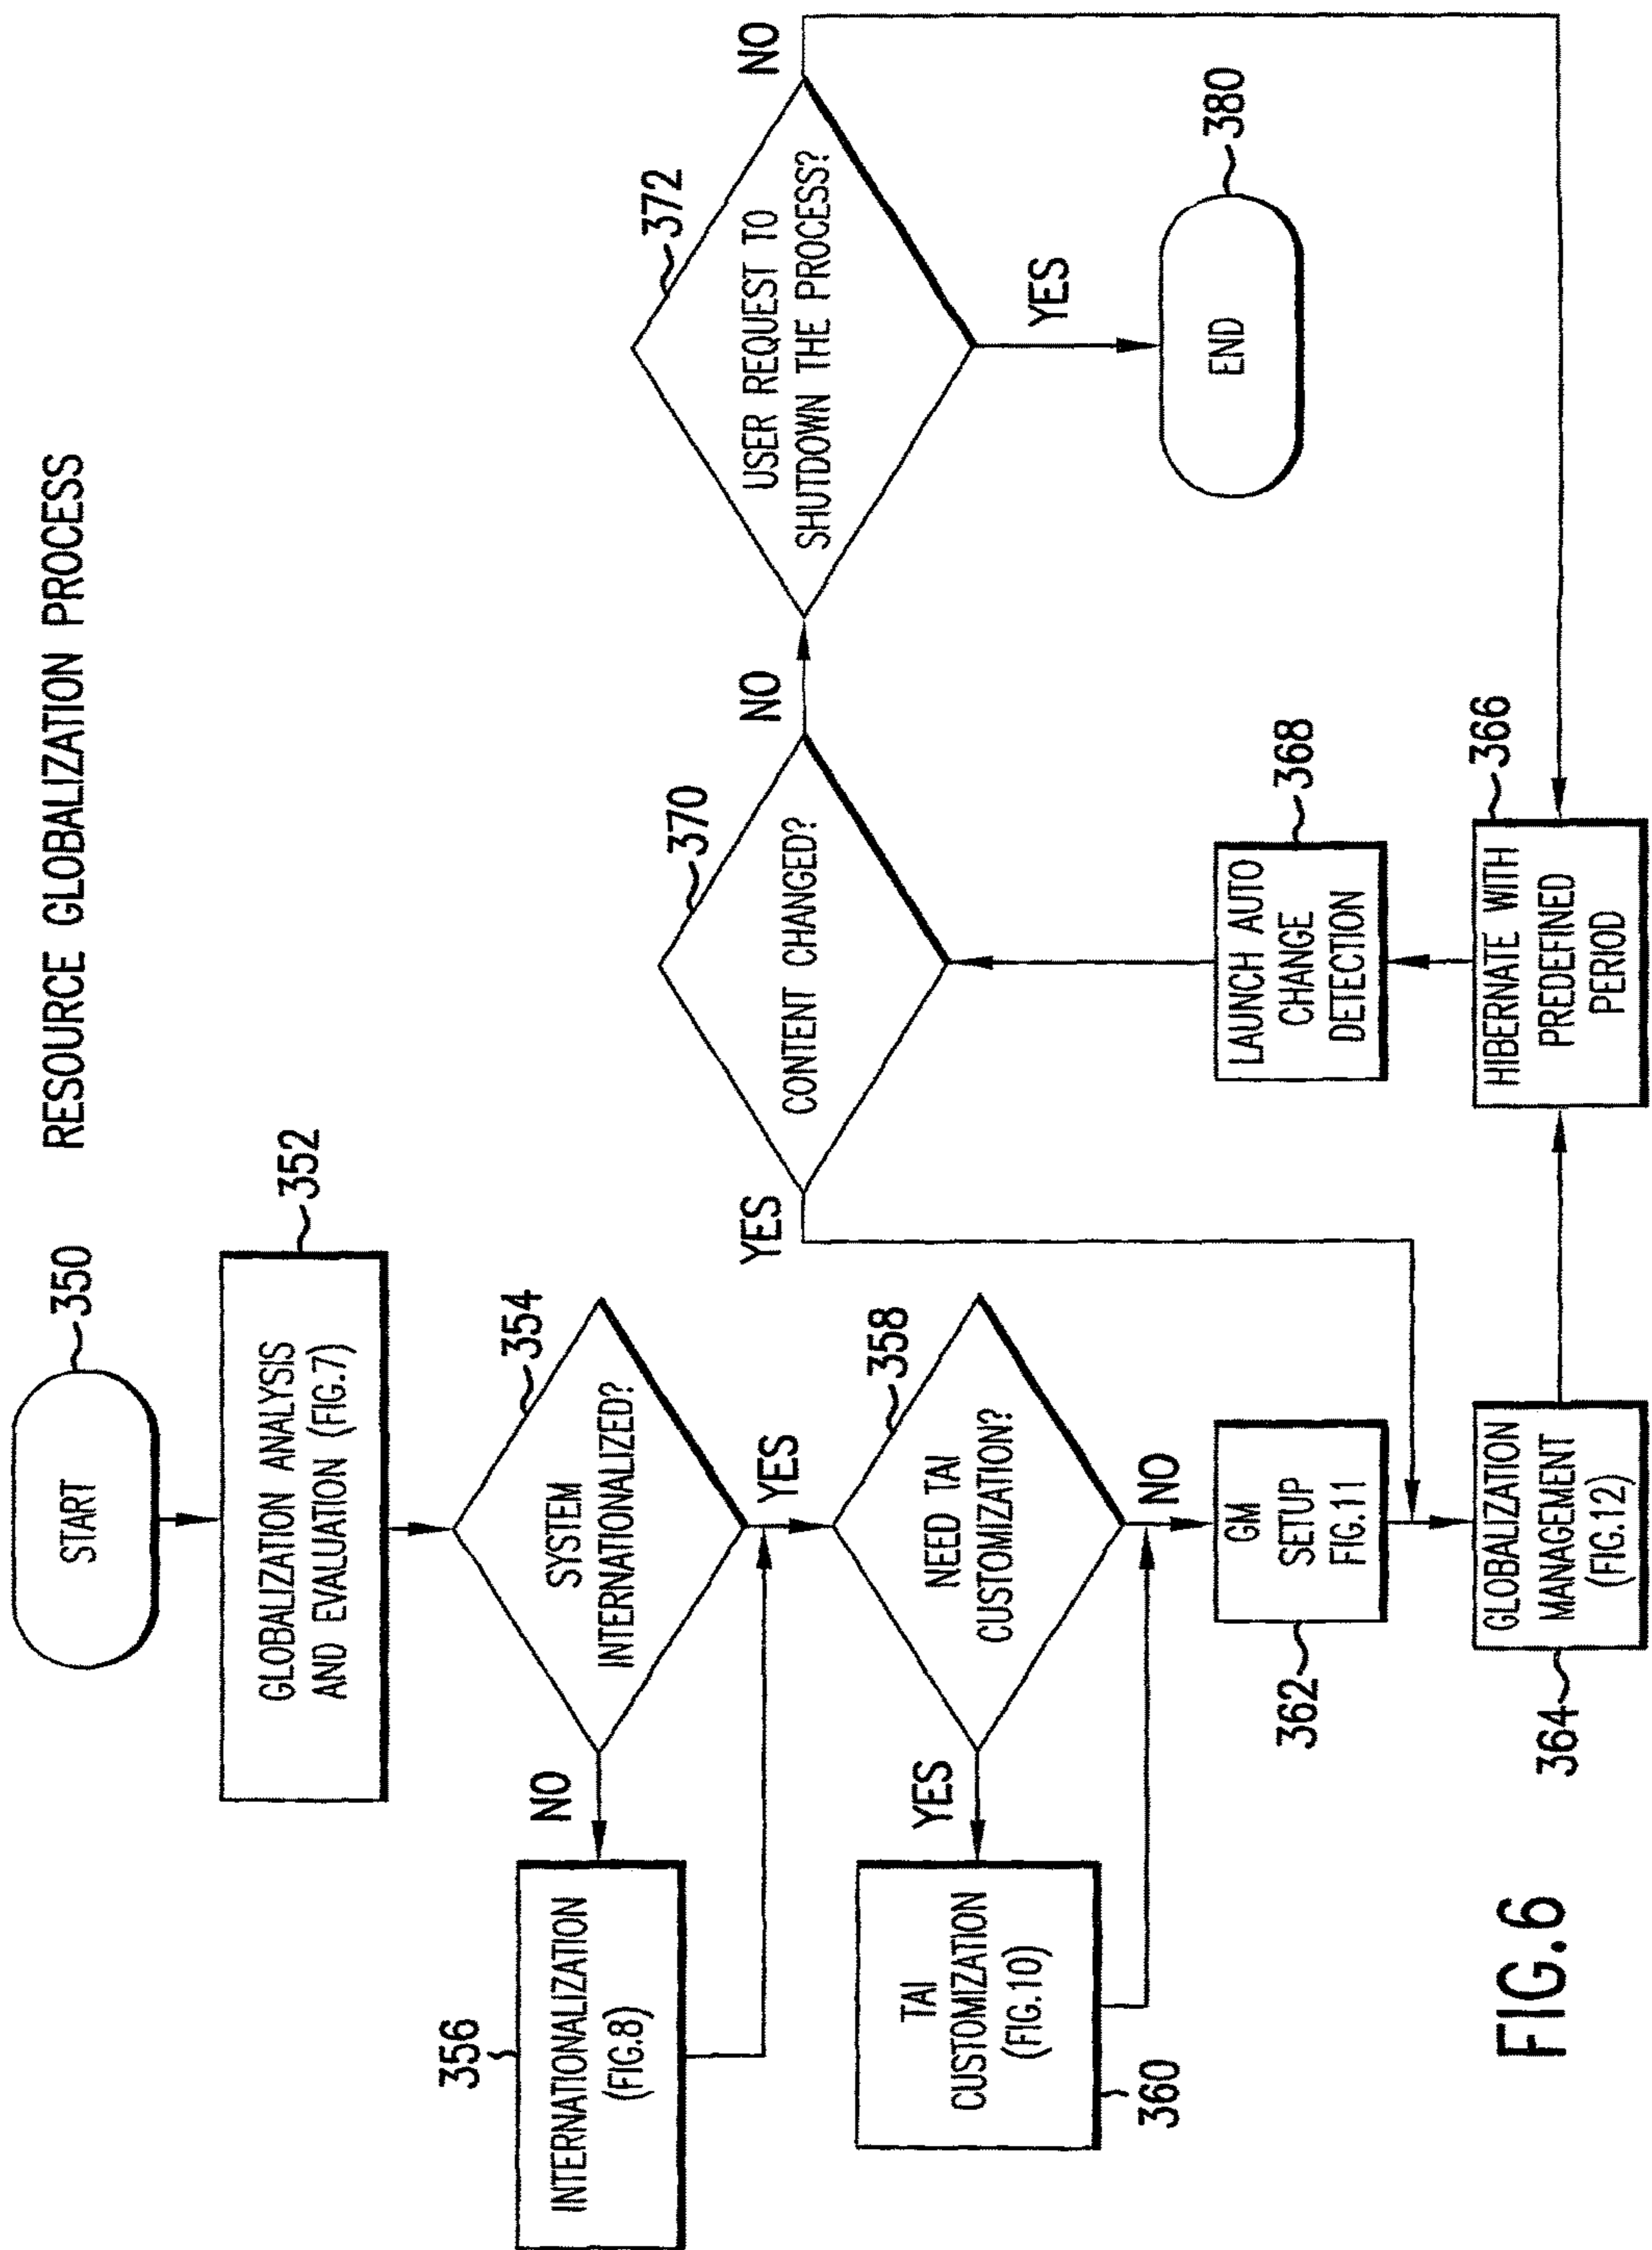 RESOURCE GLOBALIZATION PROCESS
START
350
GLOBALIZATION ANALYSIS
AND EVALUATION (FIG.7)
352
SYSTEM
INTERNATIONALIZED?
354
NO
YES
INTERNATIONALIZATION
(FIG.8)
356
NEED TAI
CUSTOMIZATION?
358
YES
NO
TAI
CUSTOMIZATION
(FIG.10)
360
GM
SETUP
FIG.11
362
GLOBALIZATION
MANAGEMENT
(FIG.12)
364
HIBERNATE WITH
PREDEFINED
PERIOD
366
LAUNCH AUTO
CHANGE
DETECTION
368
CONTENT CHANGED?
370
YES
NO
USER REQUEST TO
SHUTDOWN THE PROCESS?
372
NO
YES
END
380
FIG.6